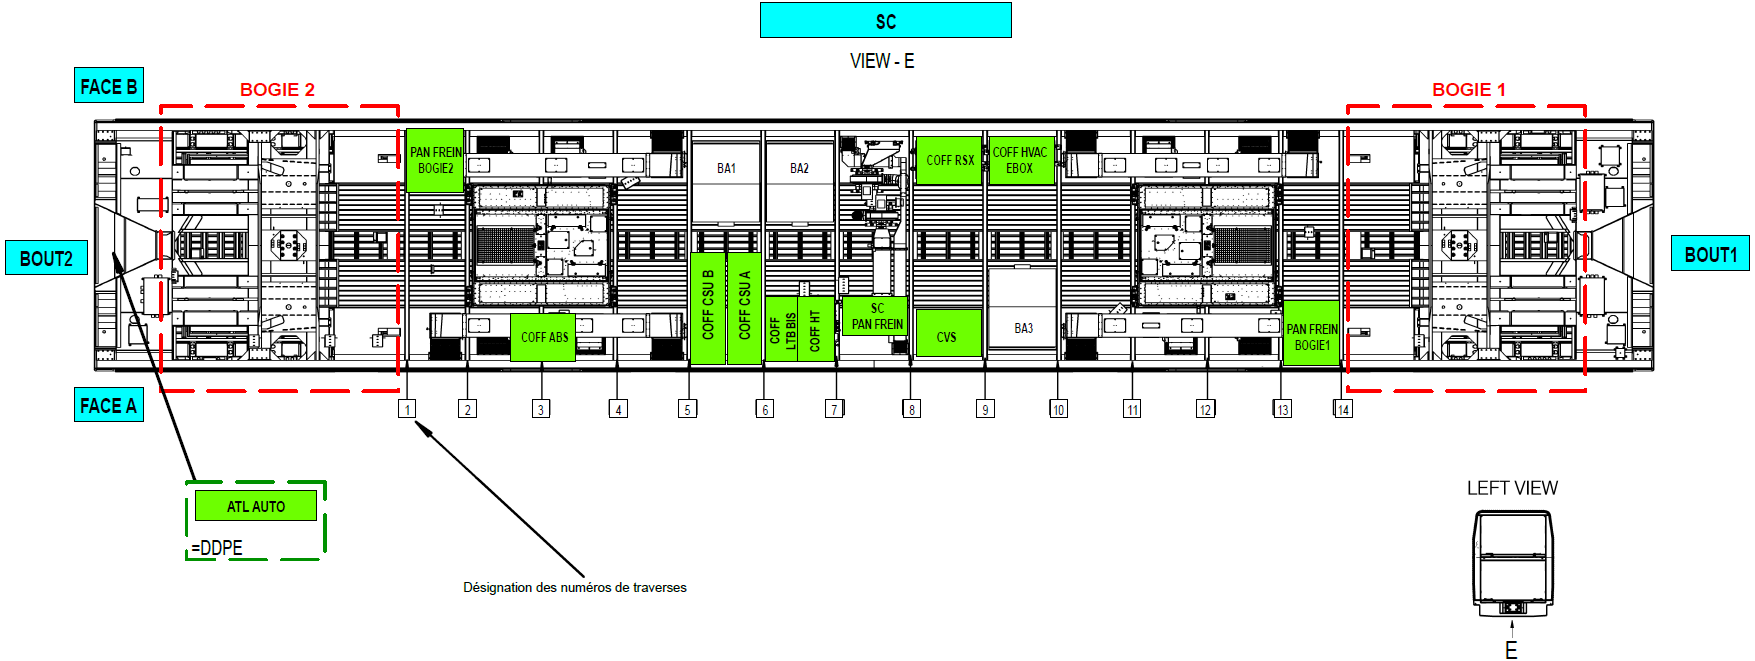 SC
VIEW - E
FACE B
BOGIE 2
BOGIE 1
PAN FREIN
BOGIE2
BA1
BA2
COFF RSX
COFF HVAC
EBOX
BOUT2
BOUT1
COFF CSU B
COFF CSU A
COFF
LTB BIS
COFF HT
SC
PAN FREIN
COFF ABS
CVS
BA3
PAN FREIN
BOGIE1
FACE A
1
2
3
4
5
6
7
8
9
10
11
12
13
14
ATL AUTO
=DDPE
Désignation des numéros de traverses
LEFT VIEW
E